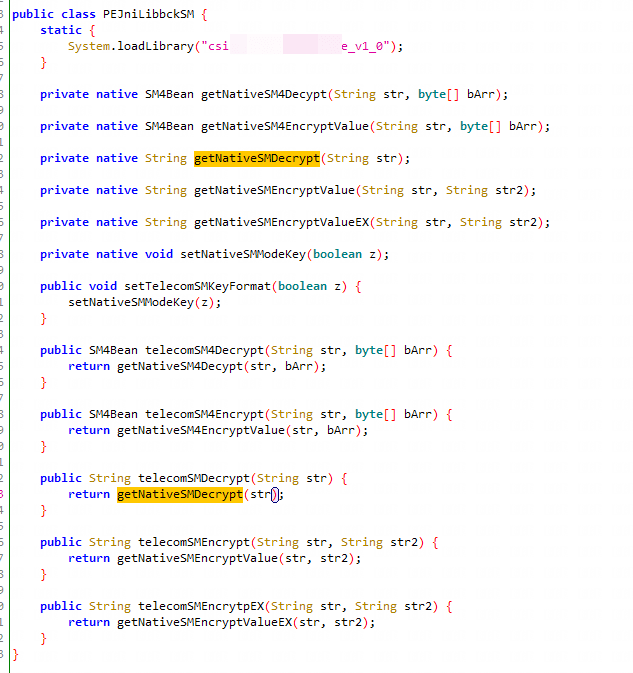 public class PEJniLibbckSM {
static {
System.loadLibrary("csi e_v1_0");
}
private native SM4Bean getNativeSM4Decypt(String str, byte[] bArr);
private native SM4Bean getNativeSM4EncryptValue(String str, byte[] bArr);
private native String getNativeSMDecrypt(String str);
private native String getNativeSMEncryptValue(String str, String str2);
private native String getNativeSMEncryptValueEX(String str, String str2);
private native void setNativeSMModeKey(boolean z);
public void setTelecomSMKeyFormat(boolean z) {
setNativeSMModeKey(z);
}
public SM4Bean telecomSM4Decrypt(String str, byte[] bArr) {
return getNativeSM4Decypt(str, bArr);
}
public SM4Bean telecomSM4Encrypt(String str, byte[] bArr) {
return getNativeSM4EncryptValue(str, bArr);
}
public String telecomSMDecrypt(String str) {
return getNativeSMDecrypt(str);
}
public String telecomSMEncrypt(String str, String str2) {
return getNativeSMEncryptValue(str, str2);
}
public String telecomSMEncrytpEX(String str, String str2) {
return getNativeSMEncryptValueEX(str, str2);
}
}